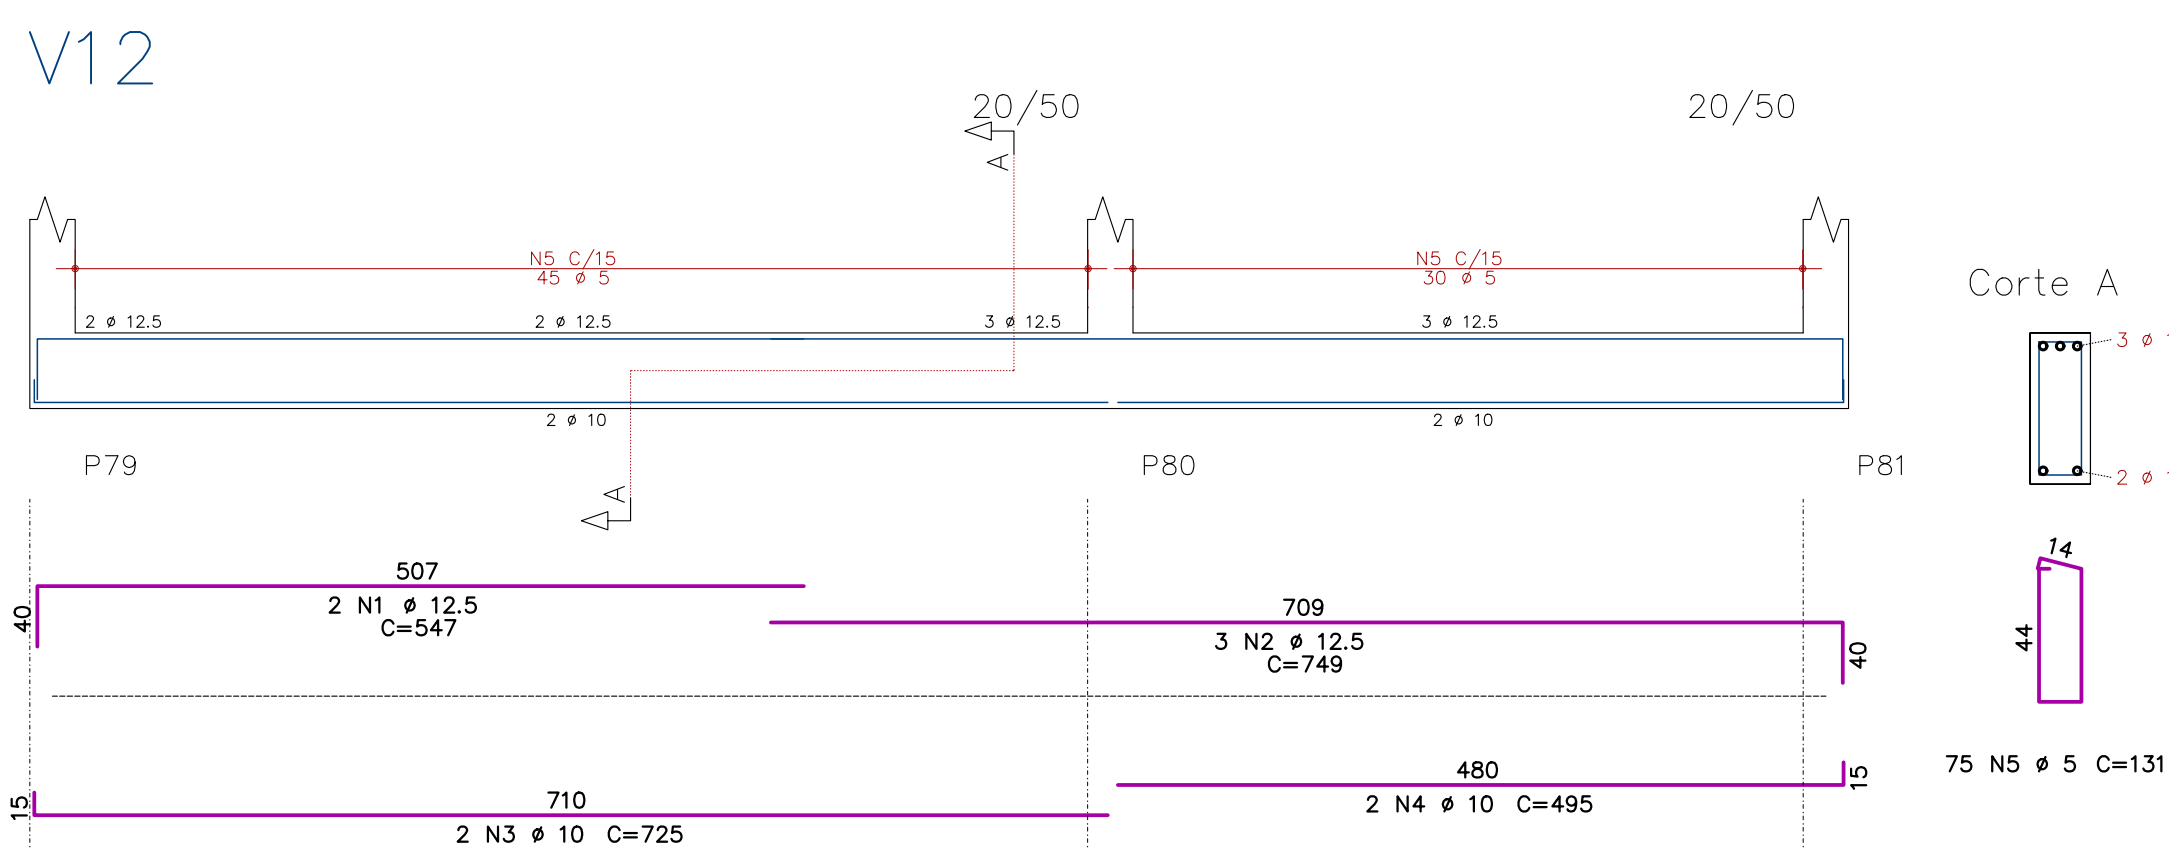 V12
20/50
20/50
A
N5 C/15
45 ø 5
N5 C/15
30 ø 5
Corte A
2 ø 12.5
2 ø 12.5
3 ø 12.5
3 ø 12.5
3 ø
2 ø 10
2 ø 10
P79
P80
P81
2 ø
A
507
2 N1 ø 12.5
C=547
40
709
3 N2 ø 12.5
C=749
40
14
44
710
2 N3 ø 10 C=725
15
480
2 N4 ø 10 C=495
15
75 N5 ø 5 C=131